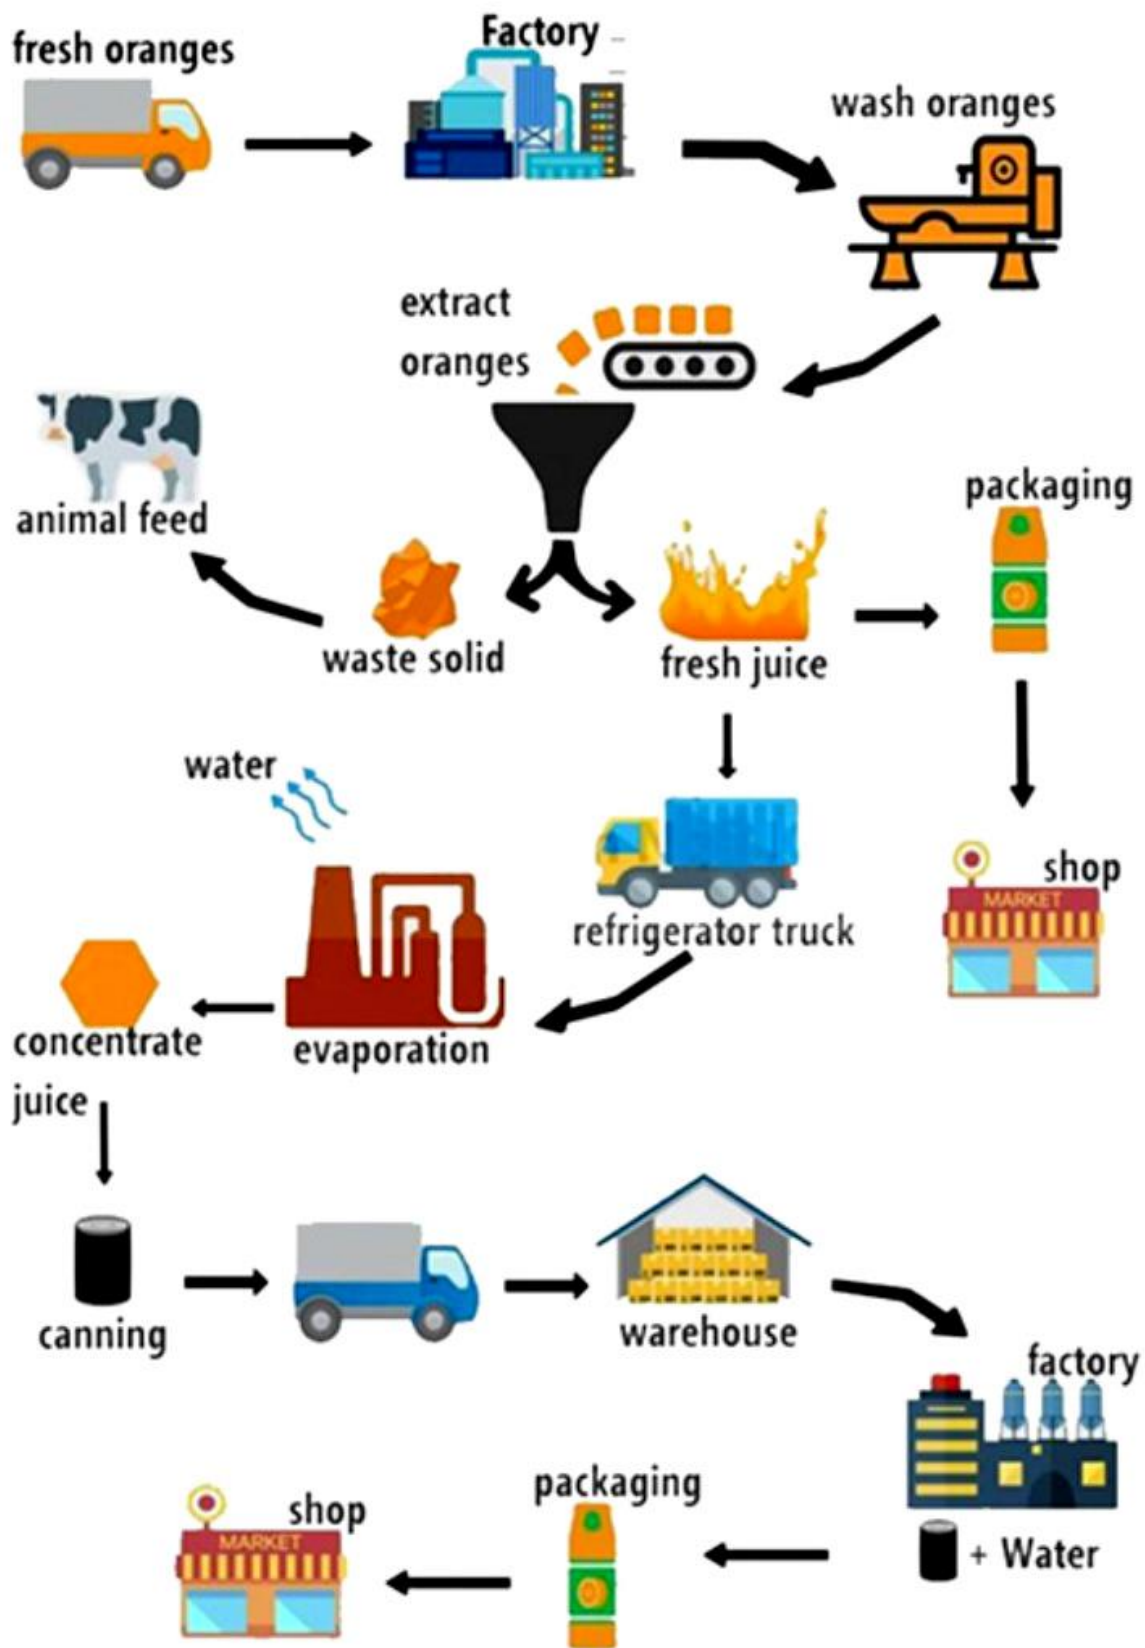 fresh oranges
Factory
wash oranges
extract
oranges
animal feed
packaging
waste solid
fresh juice
water
shop
MARKET
refrigerator truck
concentrate
juice
evaporation
canning
warehouse
factory
+ Water
packaging
shop
MARKET